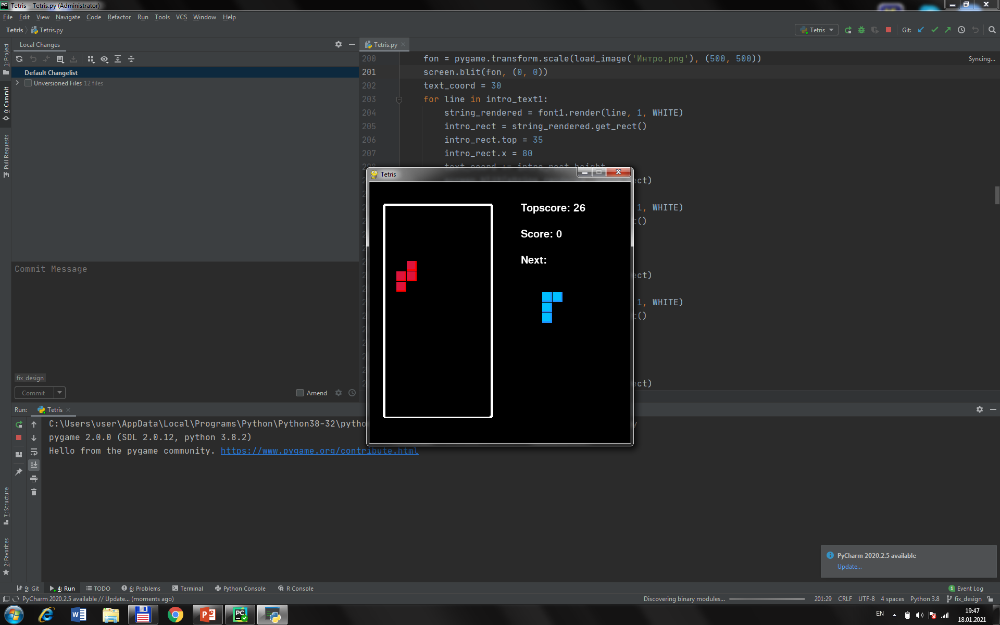 Tetris – Tetris.py (Administrator)
File Edit View Navigate Code Refactor Run Tools VCS Window Help
Tetris Tetris.py
Tetris Git:
1: Project
0: Commit
Pull Requests
7: Structure
2: Favorites
Local Changes
Default Changelist
Unversioned Files 12 files
Commit Message
fix_design
Commit
Amend
Tetris.py
Syncing...
200 fon = pygame.transform.scale(load_image('Интро.png'), (500, 500))
201 screen.blit(fon, (0, 0))
202 text_coord = 30
203 for line in intro_text1:
204 string_rendered = font1.render(line, 1, WHITE)
205 intro_rect = string_rendered.get_rect()
206 intro_rect.top = 35
207 intro_rect.x = 80
text_coord += intro_rect.height
ect)
1, WHITE)
t()
ect)
1, WHITE)
t()
ect)
Tetris
Topscore: 26
Score: 0
Next:
Run: Tetris
C:\Users\user\AppData\Local\Programs\Python\Python38-32\pytho
pygame 2.0.0 (SDL 2.0.12, python 3.8.2)
Hello from the pygame community. https://www.pygame.org/contribute.html
PyCharm 2020.2.5 available
Update...
9: Git 4: Run TODO 6: Problems Terminal Python Console R Console 1 Event Log
PyCharm 2020.2.5 available // Update... (moments ago) Discovering binary modules... 201:29 CRLF UTF-8 4 spaces Python 3.8 fix_design
EN
19:47
18.01.2021